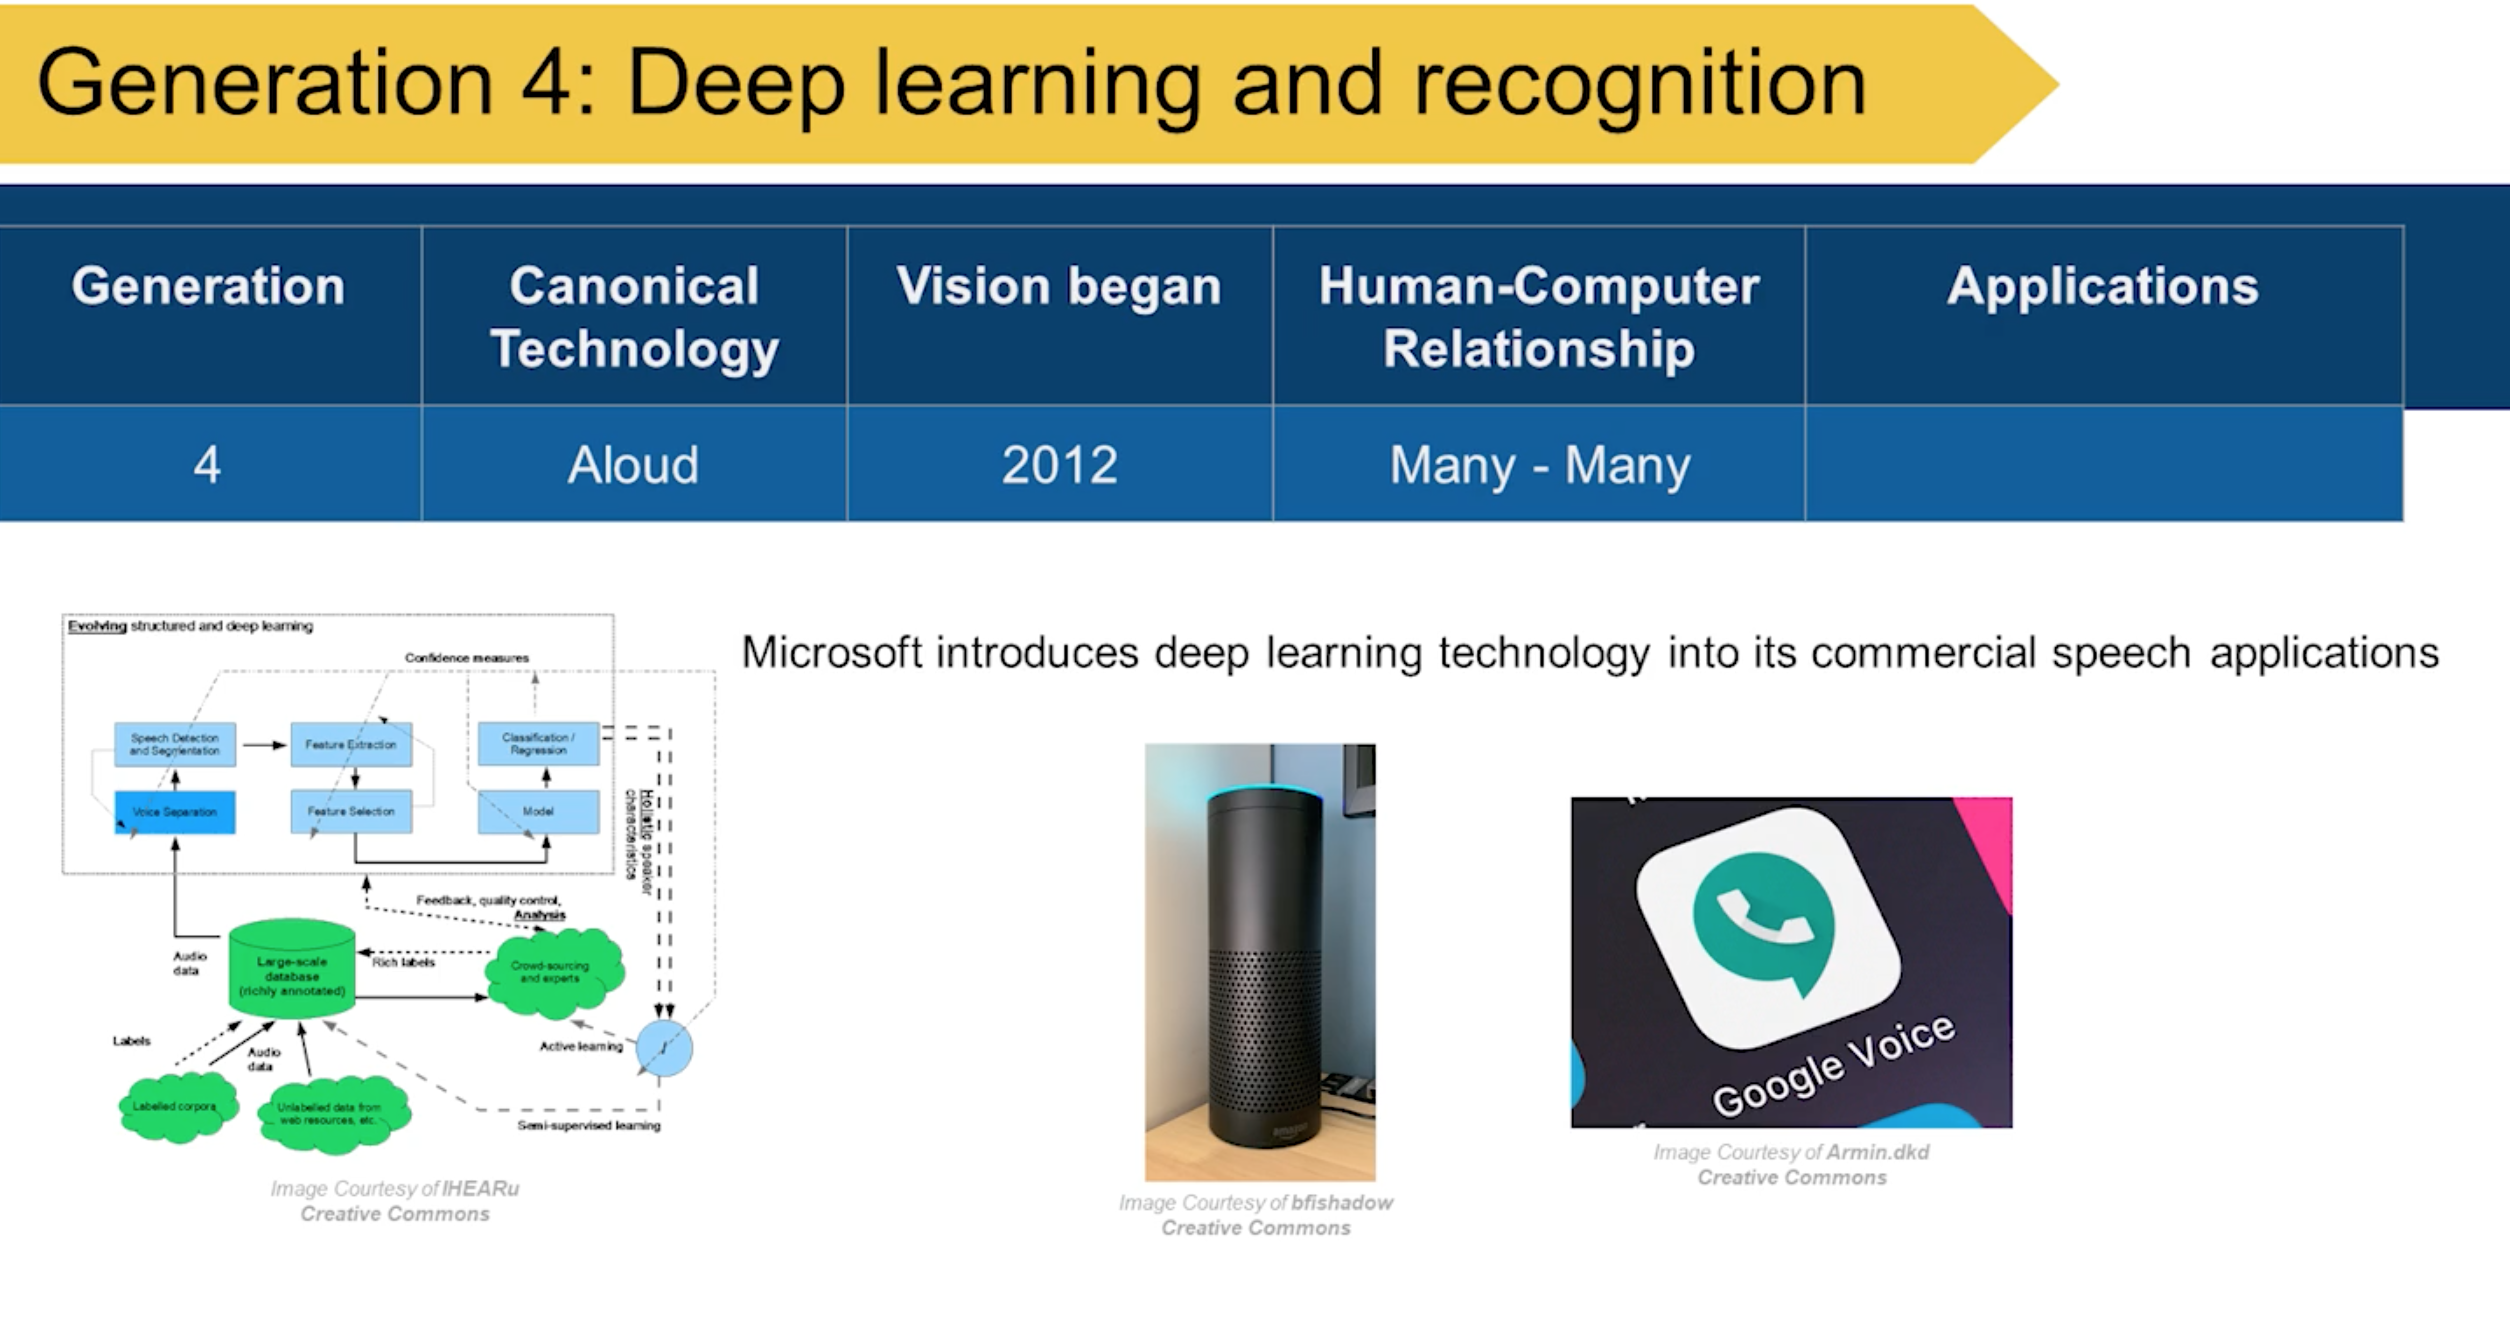 Generation 4: Deep learning and recognition
Generation
Canonical
Technology
Vision began
Human-Computer
Relationship
Applications
4
Aloud
2012
Many - Many
Evolving structured and deep learning
Confidence measures
Speech Detection
and Segmentation
Feature Extraction
Classification /
Regression
Voice Separation
Feature Selection
Model
Holistic speaker
characteristics
Feedback, quality control,
Analysis
Audio
data
Large-scale
database
(richly annotated)
Rich labels
Crowd-sourcing
and experts
Labels
Audio
data
Active learning
Labelled corpora
Unlabelled data from
web resources, etc.
Semi-supervised learning
Image Courtesy of IHEARu
Creative Commons
Microsoft introduces deep learning technology into its commercial speech applications
amazon
Image Courtesy of bfishadow
Creative Commons
Google Voice
Image Courtesy of Armin.dkd
Creative Commons